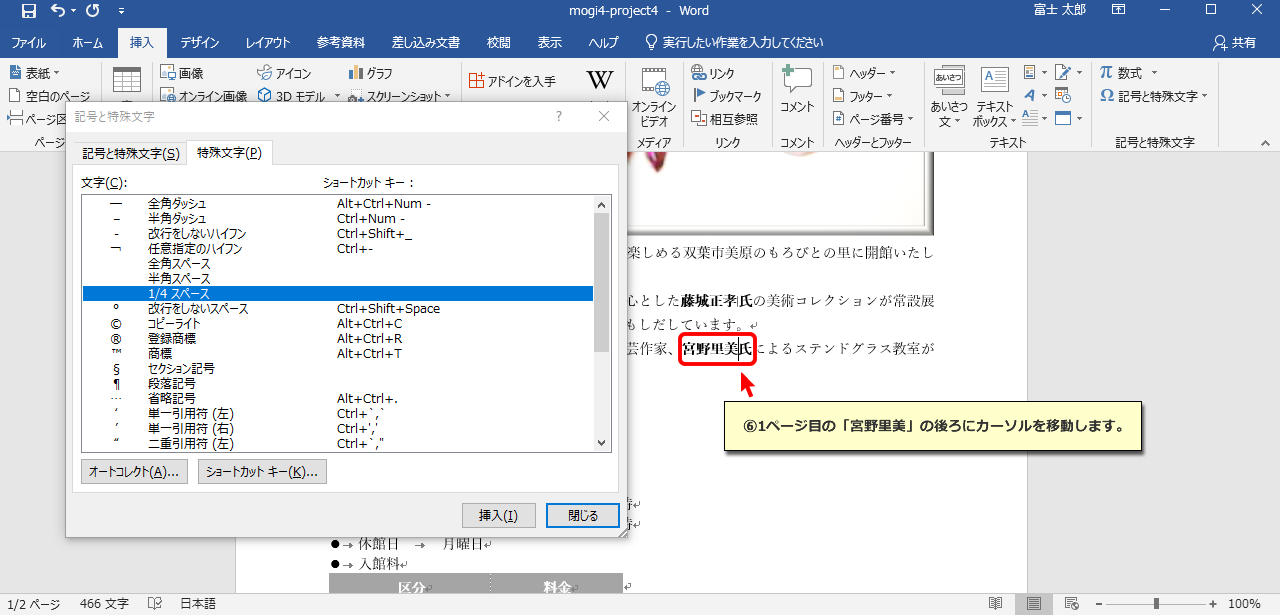 mogi4-project4 - Word
富士 太郎
ファイル ホーム 挿入 デザイン レイアウト 参考資料 差し込み文書 校閲 表示 ヘルプ 実行したい作業を入力してください 共有
表紙 画像 アイコン グラフ アドインを入手 W リンク ヘッダー 数式
空白のページ オンライン画像 3D モデル スクリーンショット オンライン ビデオ ブックマーク コメント フッター あいさつ文 テキスト ボックス 記号と特殊文字
ページ区 相互参照 ページ番号
ページ メディア リンク コメント ヘッダーとフッター テキスト 記号と特殊文字
記号と特殊文字 ?
記号と特殊文字(S) 特殊文字(P)
文字(C): ショートカット キー :
— 全角ダッシュ Alt+Ctrl+Num -
– 半角ダッシュ Ctrl+Num -
- 改行をしないハイフン Ctrl+Shift+_
¬ 任意指定のハイフン Ctrl+-
全角スペース
半角スペース
1/4 スペース
° 改行をしないスペース Ctrl+Shift+Space
© コピーライト Alt+Ctrl+C
® 登録商標 Alt+Ctrl+R
™ 商標 Alt+Ctrl+T
§ セクション記号
¶ 段落記号
… 省略記号 Alt+Ctrl+.
‘ 単一引用符 (左) Ctrl+`,`
’ 単一引用符 (右) Ctrl+','
“ 二重引用符 (左) Ctrl+`,"
オートコレクト(A)... ショートカット キー(K)...
挿入(I) 閉じる
楽しめる双葉市美原のもろびとの里に開館いたし
心とした藤城正孝氏の美術コレクションが常設展
もしだしています。
芸作家、宮野里美氏によるステンドグラス教室が
⑥1ページ目の「宮野里美」の後ろにカーソルを移動します。
● → 休館日 → 月曜日
● → 入館料
区分 料金
1/2 ページ 466 文字 日本語 100%